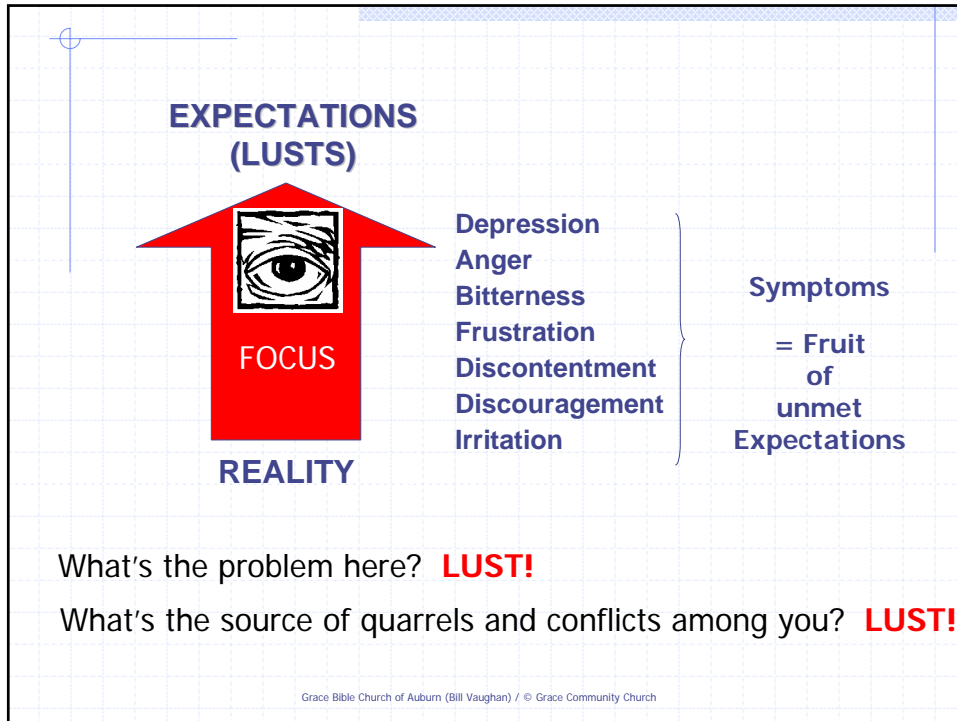 EXPECTATIONS
(LUSTS)
FOCUS
REALITY
Depression
Anger
Bitterness
Frustration
Discontentment
Discouragement
Irritation
Symptoms
= Fruit
of
unmet
Expectations
What's the problem here? LUST!
What's the source of quarrels and conflicts among you? LUST!
Grace Bible Church of Auburn (Bill Vaughan) / © Grace Community Church